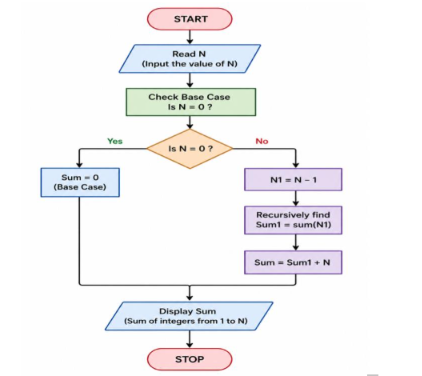 START
Read N
(Input the value of N)
Check Base Case
Is N = 0 ?
Is N = 0 ?
Yes
No
Sum = 0
(Base Case)
N1 = N – 1
Recursively find
Sum1 = sum(N1)
Sum = Sum1 + N
Display Sum
(Sum of integers from 1 to N)
STOP